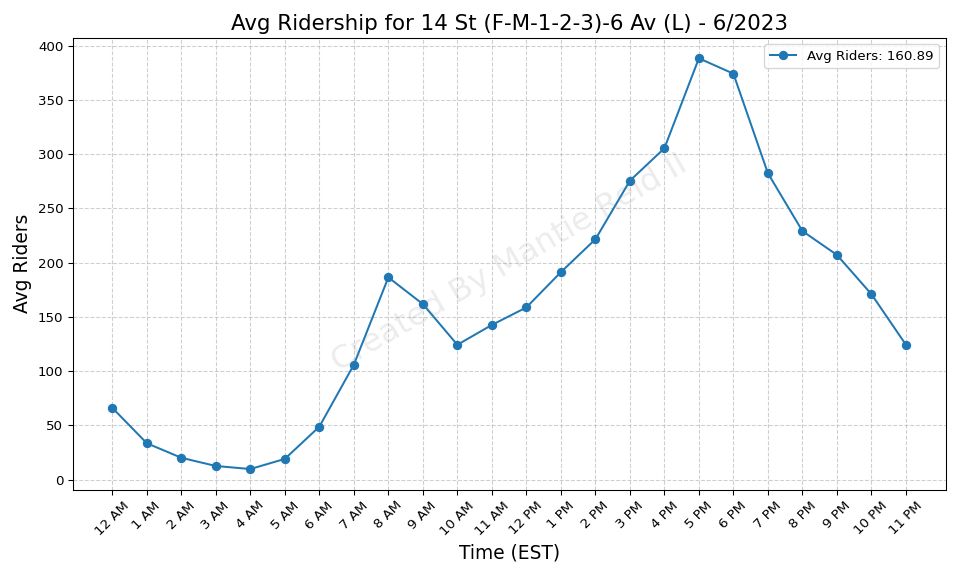 Avg Ridership for 14 St (F-M-1-2-3)-6 Av (L) - 6/2023
Avg Riders: 160.89
400
350
300
250
200
150
100
50
0
Avg Riders
Created By Mantie Reid II
12 AM
1 AM
2 AM
3 AM
4 AM
5 AM
6 AM
7 AM
8 AM
9 AM
10 AM
11 AM
12 PM
1 PM
2 PM
3 PM
4 PM
5 PM
6 PM
7 PM
8 PM
9 PM
10 PM
11 PM
Time (EST)